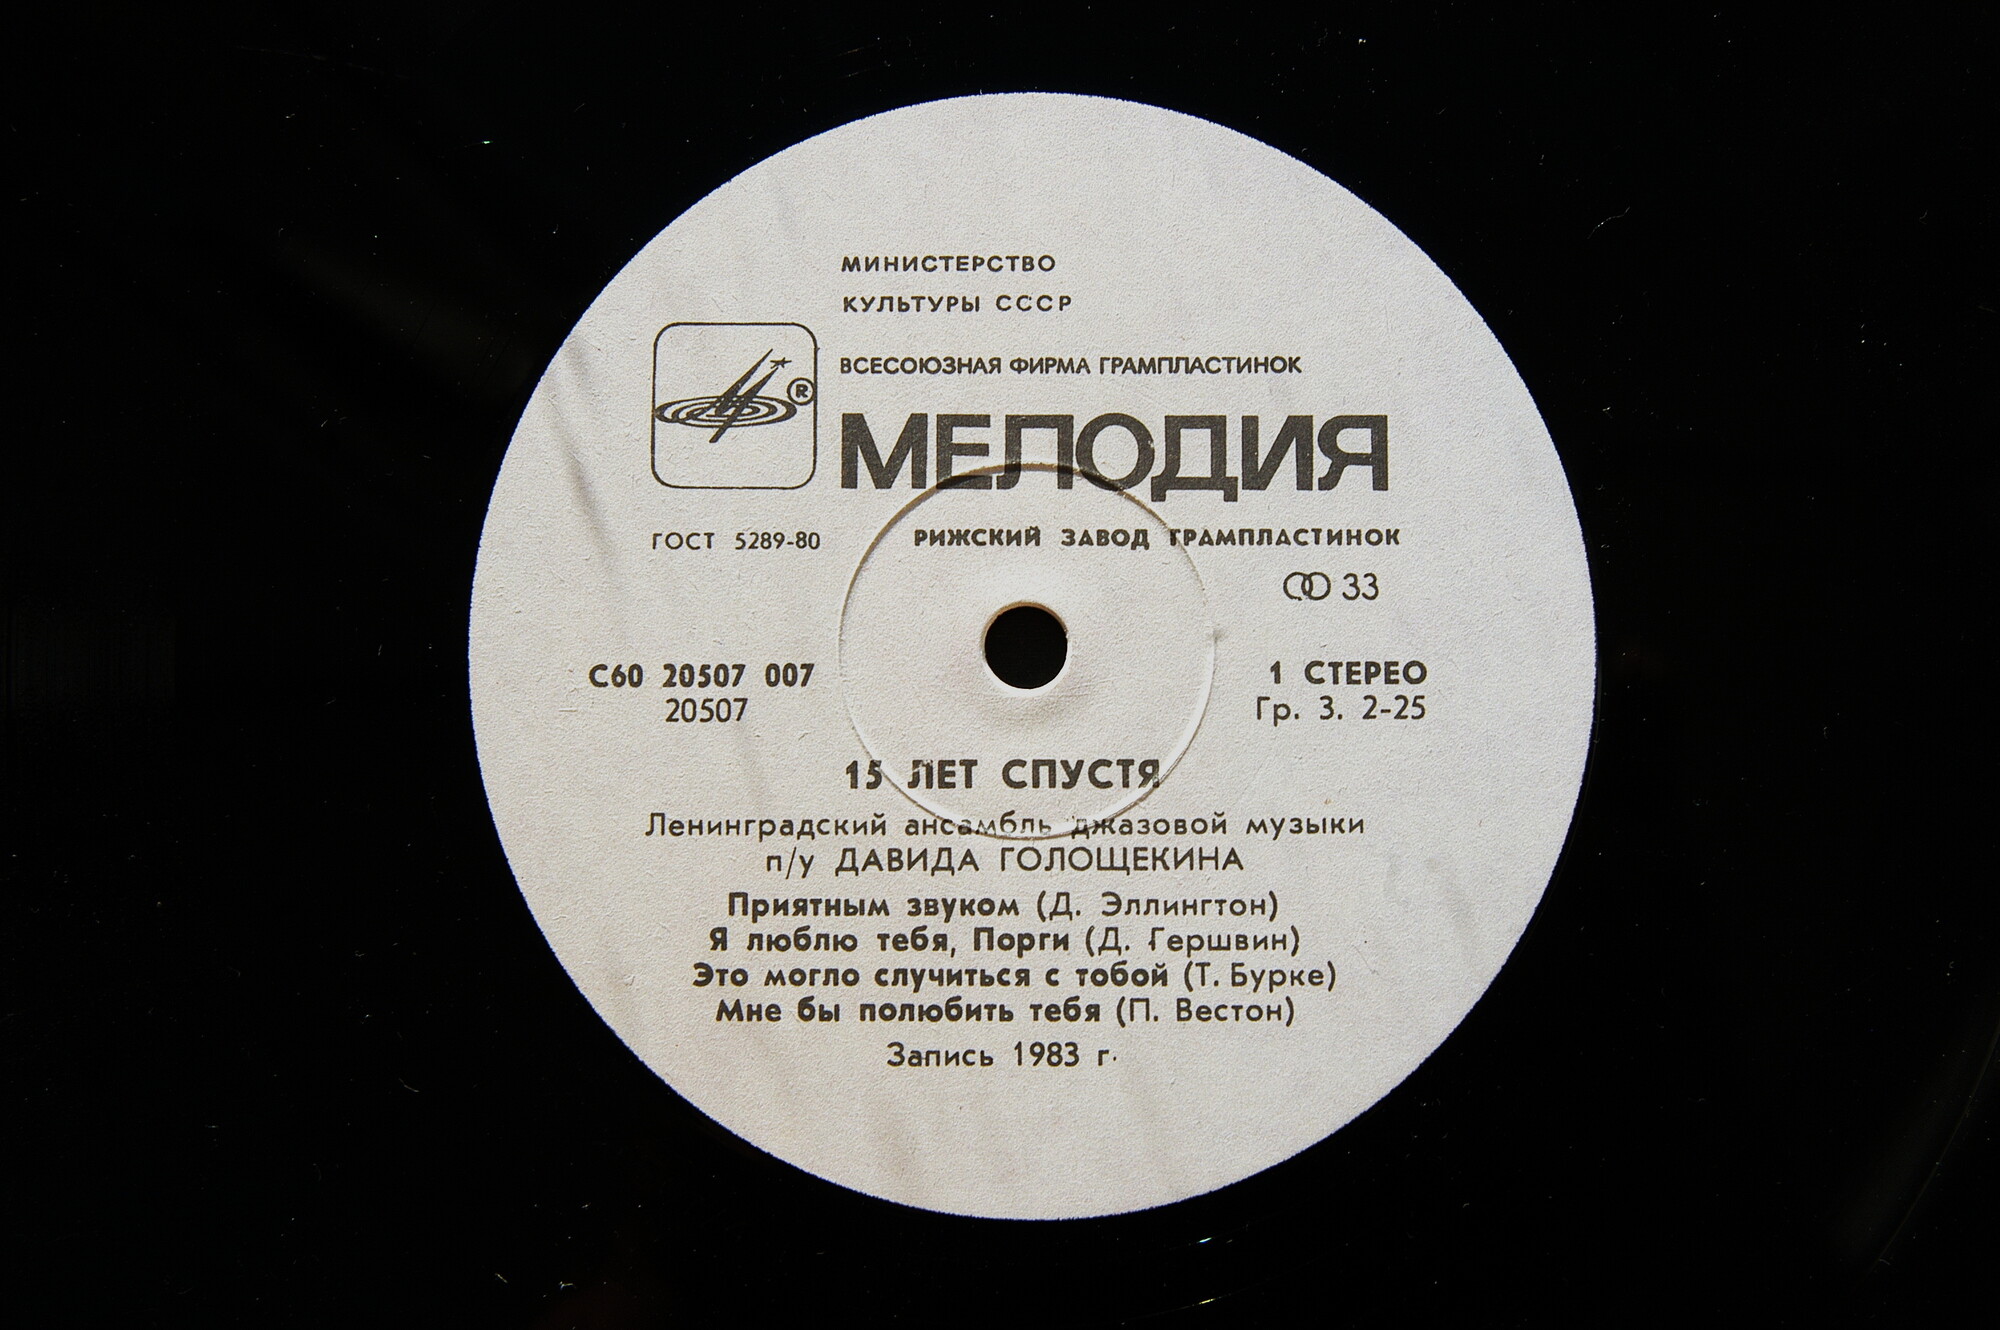 МИНИСТЕРСТВО
КУЛЬТУРЫ СССР
ВСЕСОЮЗНАЯ ФИРМА ГРАМПЛАСТИНОК
®
МЕЛОДИЯ
ГОСТ 5289-80 РИЖСКИЙ ЗАВОД ГРАМПЛАСТИНОК
33
С60 20507 007 1 СТЕРЕО
20507 Гр. 3. 2-25
15 ЛЕТ СПУСТЯ
Ленинградский ансамбль джазовой музыки
п/у ДАВИДА ГОЛОЩЕКИНА
Приятным звуком (Д. Эллингтон)
Я люблю тебя, Порги (Д. Гершвин)
Это могло случиться с тобой (Т. Бурке)
Мне бы полюбить тебя (П. Вестон)
Запись 1983 г.